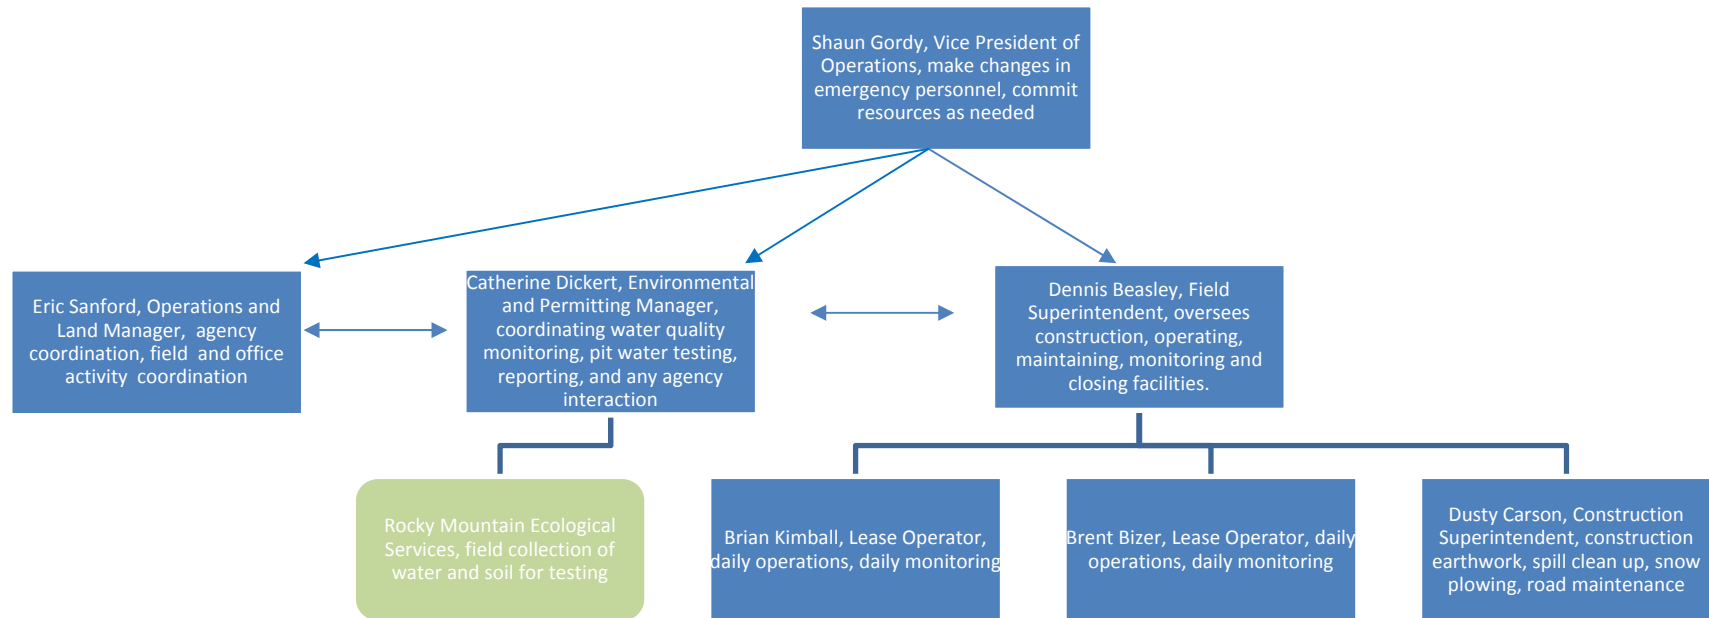 Shaun Gordy, Vice President of
Operations, make changes in
emergency personnel, commit
resources as needed
Eric Sanford, Operations and
Land Manager, agency
coordination, field and office
activity coordination
Catherine Dickert, Environmental
and Permitting Manager,
coordinating water quality
monitoring, pit water testing,
reporting, and any agency
interaction
Dennis Beasley, Field
Superintendent, oversees
construction, operating,
maintaining, monitoring and
closing facilities.
Rocky Mountain Ecological
Services, field collection of
water and soil for testing
Brian Kimball, Lease Operator,
daily operations, daily monitoring
Brent Bizer, Lease Operator, daily
operations, daily monitoring
Dusty Carson, Construction
Superintendent, construction
earthwork, spill clean up, snow
plowing, road maintenance